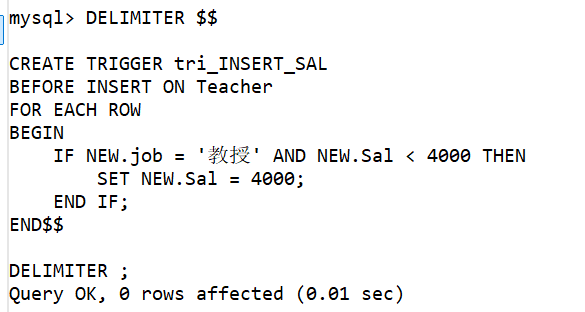 mysql> DELIMITER $$
CREATE TRIGGER tri_INSERT_SAL
BEFORE INSERT ON Teacher
FOR EACH ROW
BEGIN
    IF NEW.job = '教授' AND NEW.Sal < 4000 THEN
        SET NEW.Sal = 4000;
    END IF;
END$$
DELIMITER ;
Query OK, 0 rows affected (0.01 sec)